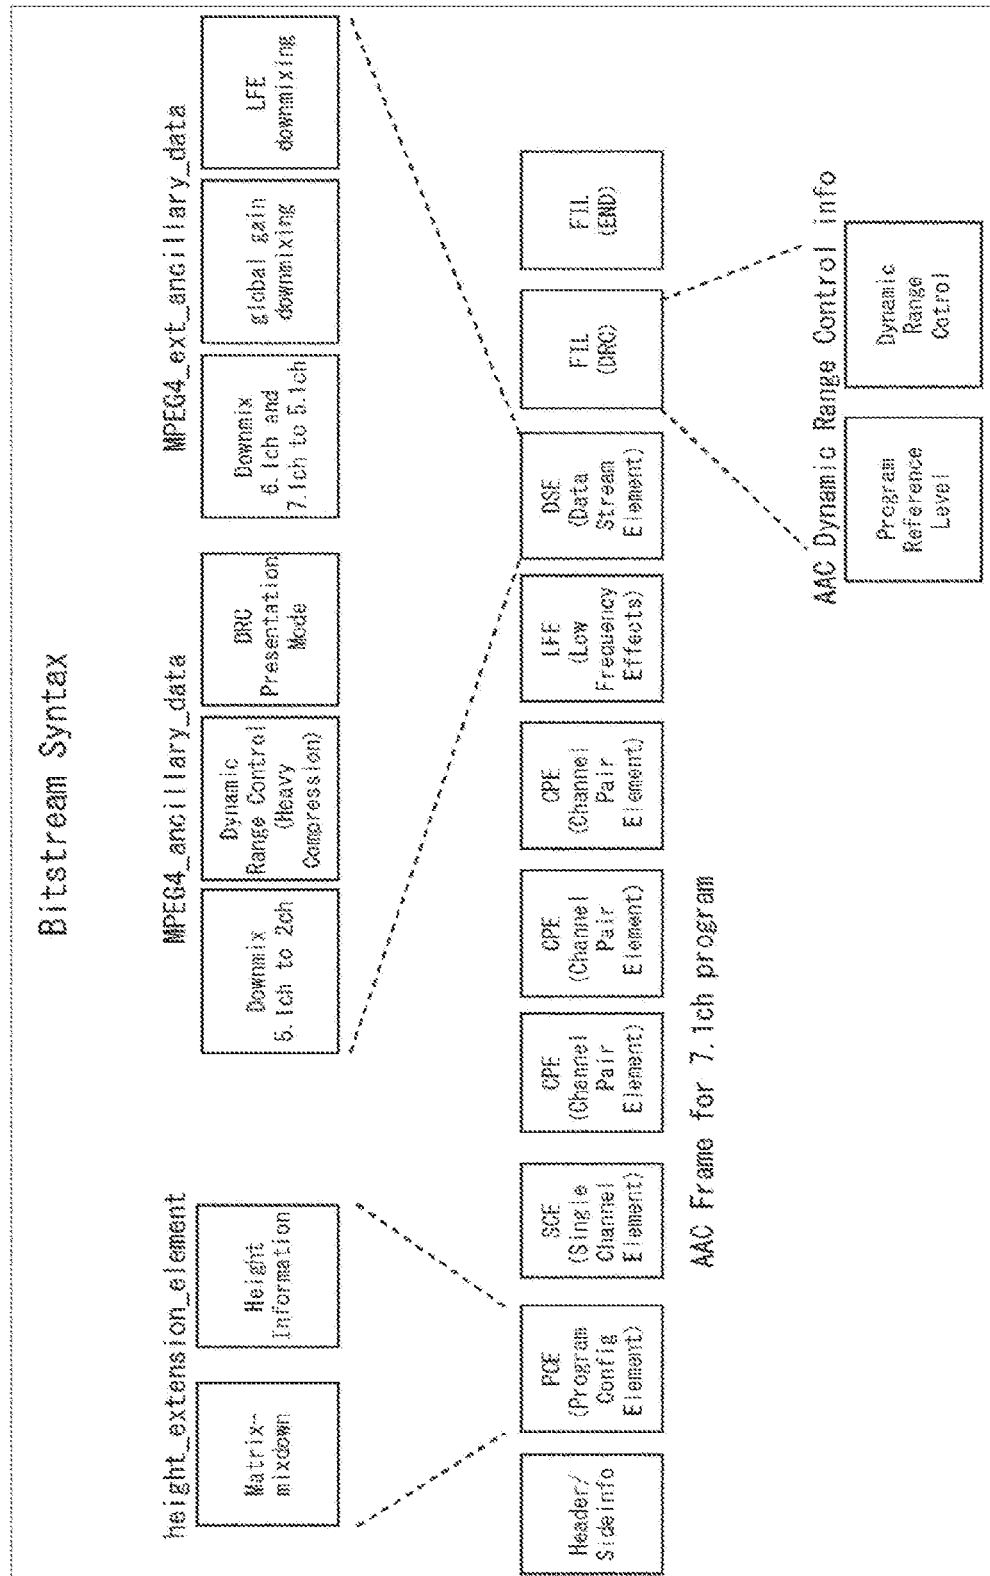 Bitstream Syntax
height_extension_element
Matrix-
mixdown
Height
Information
MPEG4_ancillary_data
Downmix
5.1ch to 2ch
Dynamic
Range Control
(Heavy
Compression)
DRC
Presentation
Mode
MPEG4_ext_ancillary_data
Downmix
6.1ch and
7.1ch to 5.1ch
global gain
downmixing
LFE
downmixing
Header/
Sideinfo
PCE
(Program
Config
Element)
SCE
(Single
Channel
Element)
CPE
(Channel
Pair
Element)
CPE
(Channel
Pair
Element)
CPE
(Channel
Pair
Element)
LFE
(Low
Frequency
Effects)
DSE
(Data
Stream
Element)
FIL
(DRC)
FIL
(END)
AAC Frame for 7.1ch program
AAC Dynamic Range Control info
Program
Reference
Level
Dynamic
Range
Cotrol